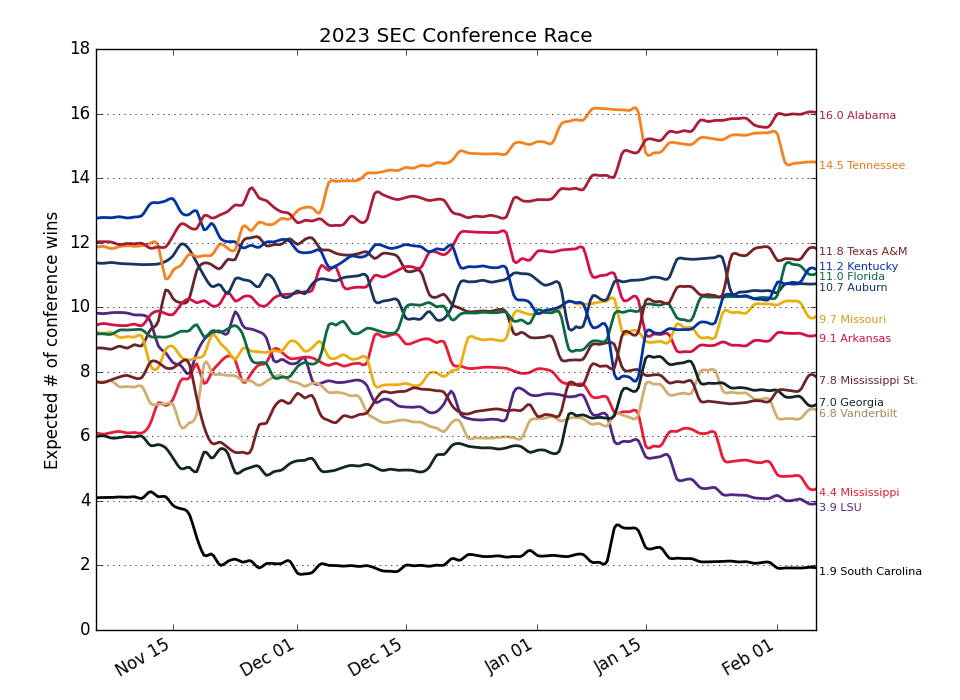 2023 SEC Conference Race
Expected # of conference wins
18
16
14
12
10
8
6
4
2
0
Nov 15
Dec 01
Dec 15
Jan 01
Jan 15
Feb 01
16.0 Alabama
14.5 Tennessee
11.8 Texas A&M
11.2 Kentucky
11.0 Florida
10.7 Auburn
9.7 Missouri
9.1 Arkansas
7.8 Mississippi St.
7.0 Georgia
6.8 Vanderbilt
4.4 Mississippi
3.9 LSU
1.9 South Carolina